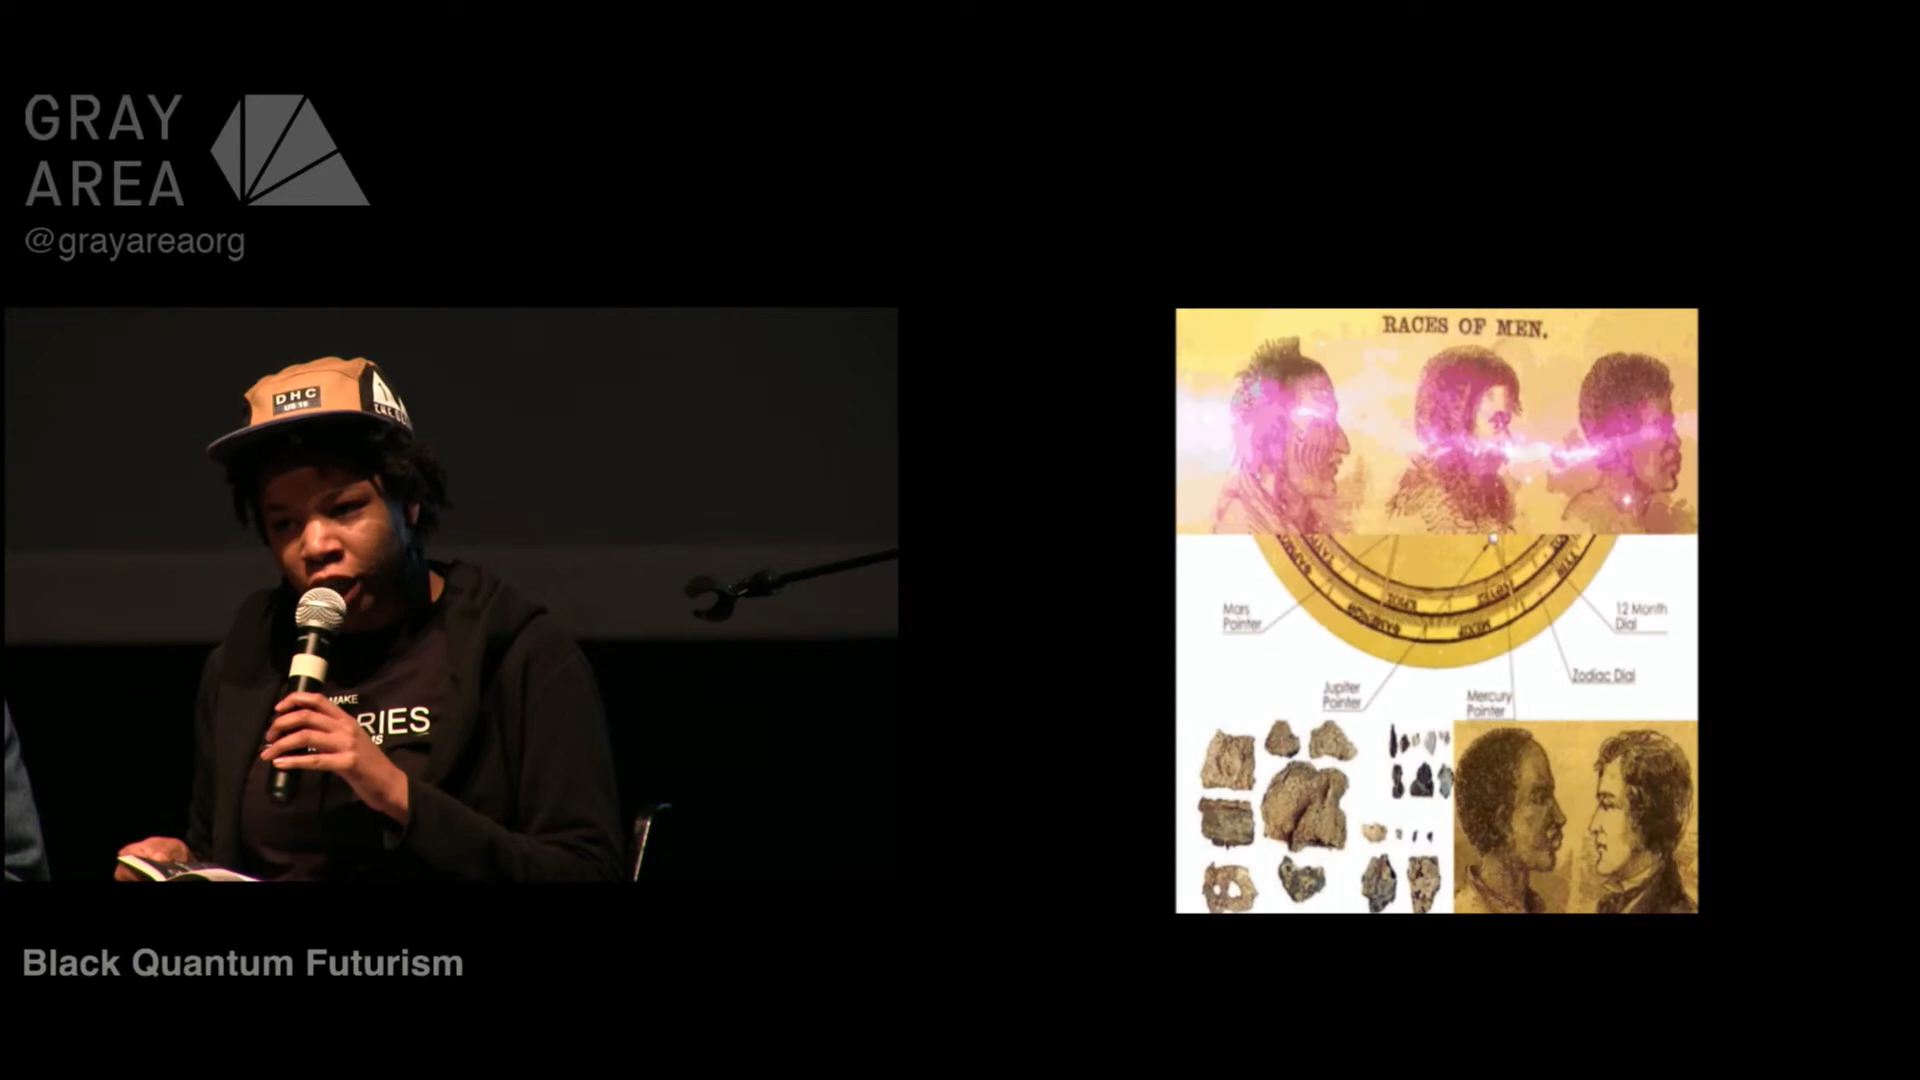 GRAY
AREA
@grayareaorg
DHC
MAKE
RIES
RACES OF MEN.
Mars
Pointer
12 Month
Dial
Zodiac Dial
Jupiter
Pointer
Mercury
Pointer
Black Quantum Futurism